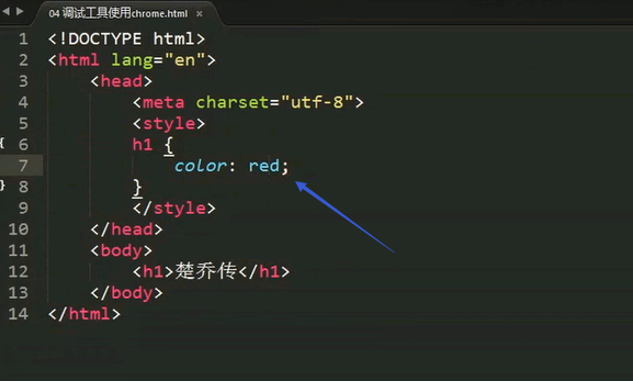 04 调试工具使用chrome.html ×
1 <!DOCTYPE html>
2 <html lang="en">
3 <head>
4 <meta charset="utf-8">
5 <style>
6 h1 {
7 color: red;
8 }
9 </style>
10 </head>
11 <body>
12 <h1>楚乔传</h1>
13 </body>
14 </html>